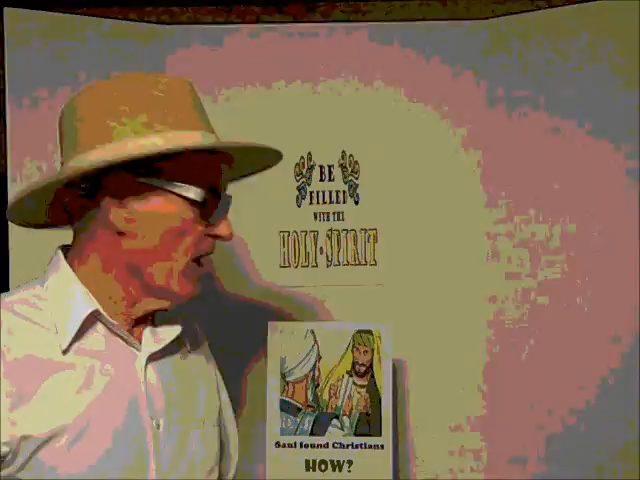 BE
FILLED
WITH THE
HOLY·SPIRIT
Saul found Christians
HOW?